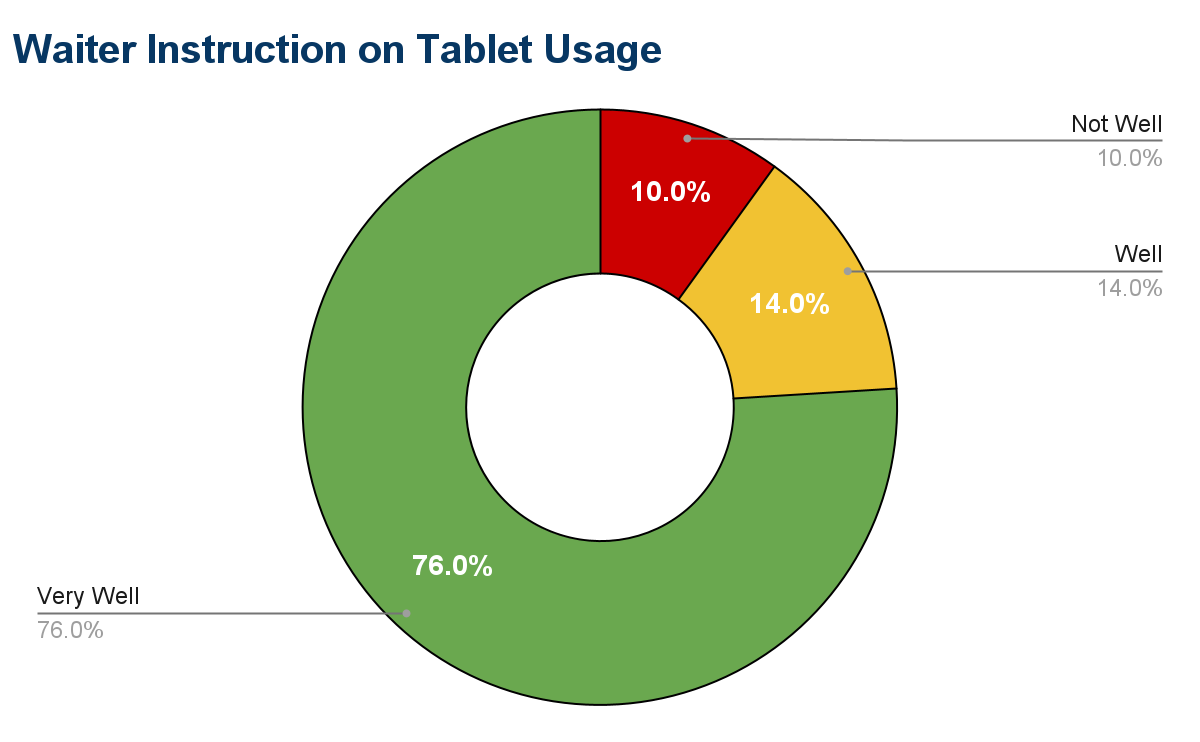 Waiter Instruction on Tablet Usage
Not Well
10.0%
10.0%
Well
14.0%
14.0%
76.0%
Very Well
76.0%